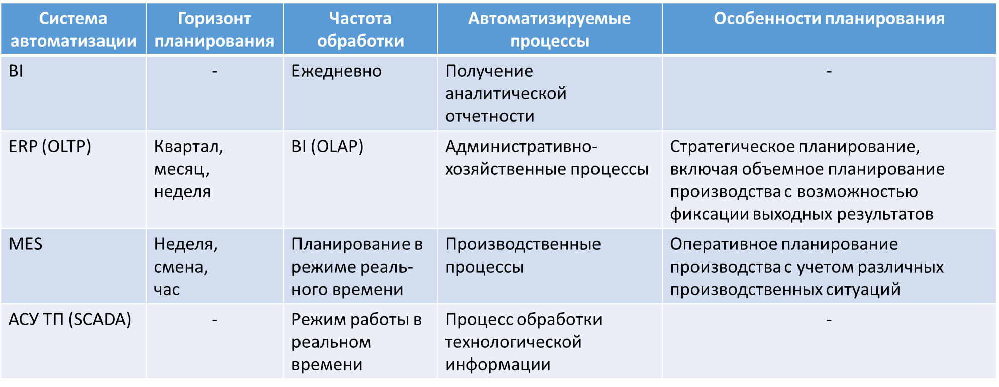 Система автоматизации
Горизонт планирования
Частота обработки
Автоматизируемые процессы
Особенности планирования
BI
-
Ежедневно
Получение
аналитической
отчетности
-
ERP (OLTP)
Квартал,
месяц,
неделя
BI (OLAP)
Административно-
хозяйственные процессы
Стратегическое планирование,
включая объемное планирование
производства с возможностью
фиксации выходных результатов
MES
Неделя,
смена,
час
Планирование в
режиме реаль-
ного времени
Производственные
процессы
Оперативное планирование
производства с учетом различных
производственных ситуаций
АСУ ТП (SCADA)
-
Режим работы в
реальном
времени
Процесс обработки
технологической
информации
-